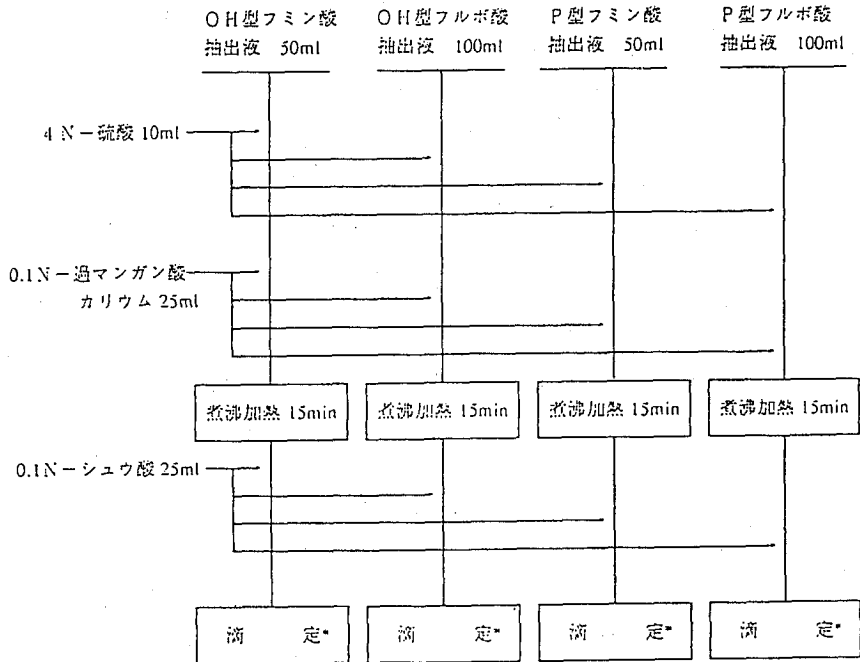 OH型フミン酸
抽出液 50ml
OH型フルボ酸
抽出液 100ml
P型フミン酸
抽出液 50ml
P型フルボ酸
抽出液 100ml
4N-硫酸 10ml
0.1N-過マンガン酸
カリウム 25ml
煮沸加熱 15min
煮沸加熱 15min
煮沸加熱 15min
煮沸加熱 15min
0.1N-シュウ酸 25ml
滴 定*
滴 定*
滴 定*
滴 定*